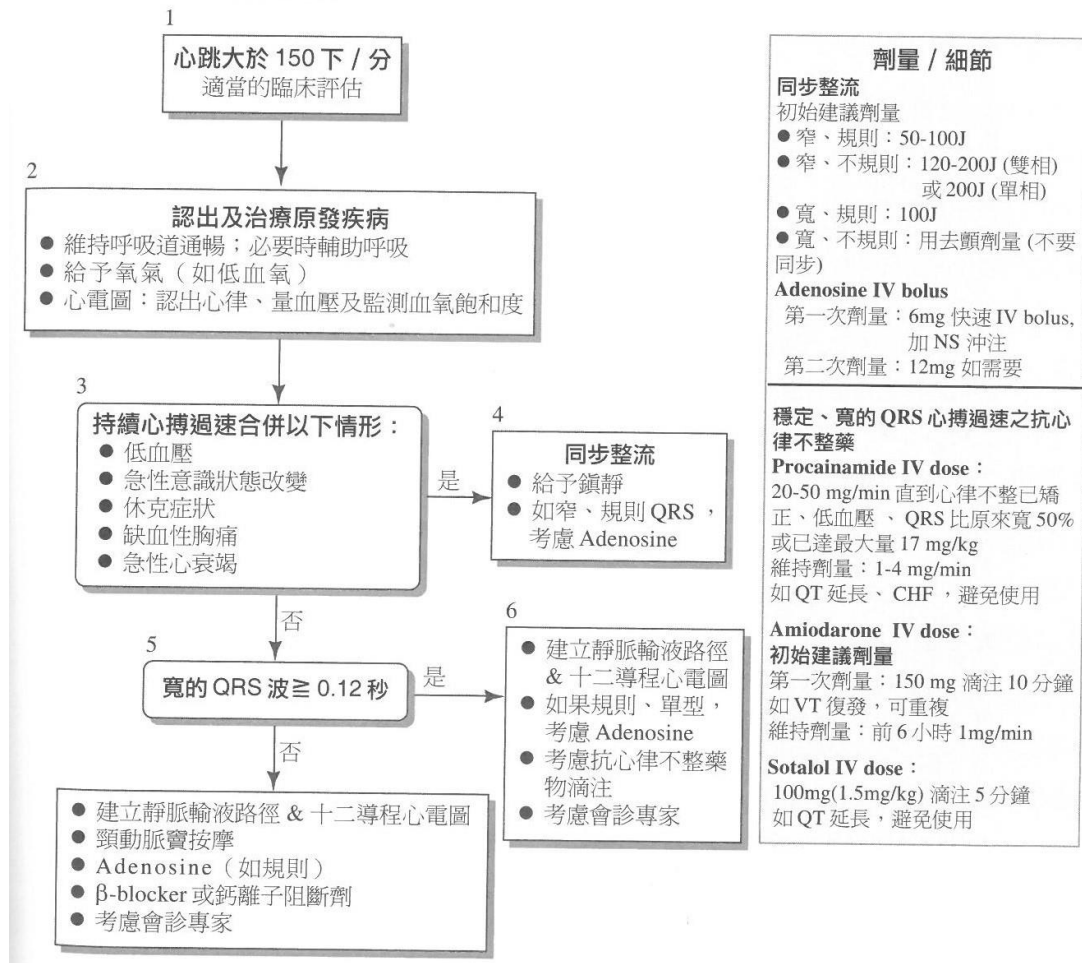 1
心跳大於 150 下 / 分
適當的臨床評估
2
認出及治療原發疾病
● 維持呼吸道通暢；必要時輔助呼吸
● 給予氧氣（如低血氧）
● 心電圖：認出心律、量血壓及監測血氧飽和度
3
持續心搏過速合併以下情形：
● 低血壓
● 急性意識狀態改變
● 休克症狀
● 缺血性胸痛
● 急性心衰竭
是
4
同步整流
● 給予鎮靜
● 如窄、規則 QRS，
考慮 Adenosine
否
5
寬的 QRS 波≧ 0.12 秒
是
6
● 建立靜脈輸液路徑
& 十二導程心電圖
● 如果規則、單型，
考慮 Adenosine
● 考慮抗心律不整藥
物滴注
● 考慮會診專家
否
● 建立靜脈輸液路徑 & 十二導程心電圖
● 頸動脈竇按摩
● Adenosine（如規則）
● β-blocker 或鈣離子阻斷劑
● 考慮會診專家
劑量 / 細節
同步整流
初始建議劑量
● 窄、規則：50-100J
● 窄、不規則：120-200J (雙相)
或 200J (單相)
● 寬、規則：100J
● 寬、不規則：用去顫劑量 (不要
同步)
Adenosine IV bolus
第一次劑量：6mg 快速 IV bolus,
加 NS 沖注
第二次劑量：12mg 如需要
穩定、寬的 QRS 心搏過速之抗心
律不整藥
Procainamide IV dose：
20-50 mg/min 直到心律不整已矯
正、低血壓 、QRS 比原來寬 50%
或已達最大量 17 mg/kg
維持劑量：1-4 mg/min
如 QT 延長、CHF，避免使用
Amiodarone IV dose：
初始建議劑量
第一次劑量：150 mg 滴注 10 分鐘
如 VT 復發，可重複
維持劑量：前 6 小時 1mg/min
Sotalol IV dose：
100mg(1.5mg/kg) 滴注 5 分鐘
如 QT 延長，避免使用